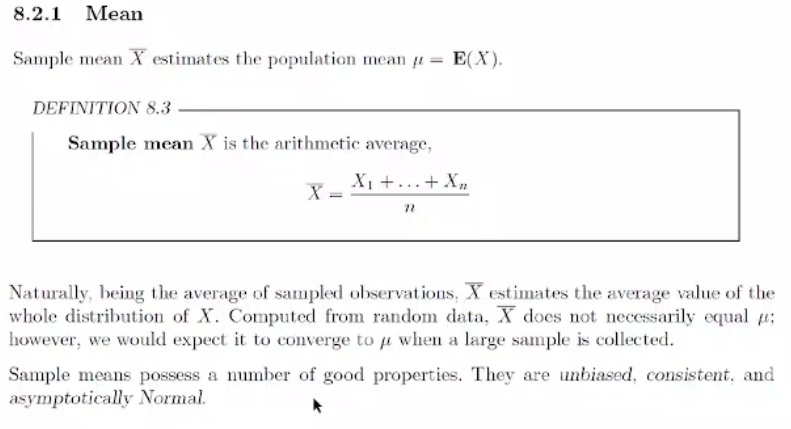 8.2.1 Mean
Sample mean X̅ estimates the population mean μ = E(X).
DEFINITION 8.3
Sample mean X̅ is the arithmetic average,
X̅ = (X₁ + … + Xₙ) / n
Naturally, being the average of sampled observations, X̅ estimates the average value of the
whole distribution of X. Computed from random data, X̅ does not necessarily equal μ;
however, we would expect it to converge to μ when a large sample is collected.
Sample means possess a number of good properties. They are unbiased, consistent, and
asymptotically Normal.